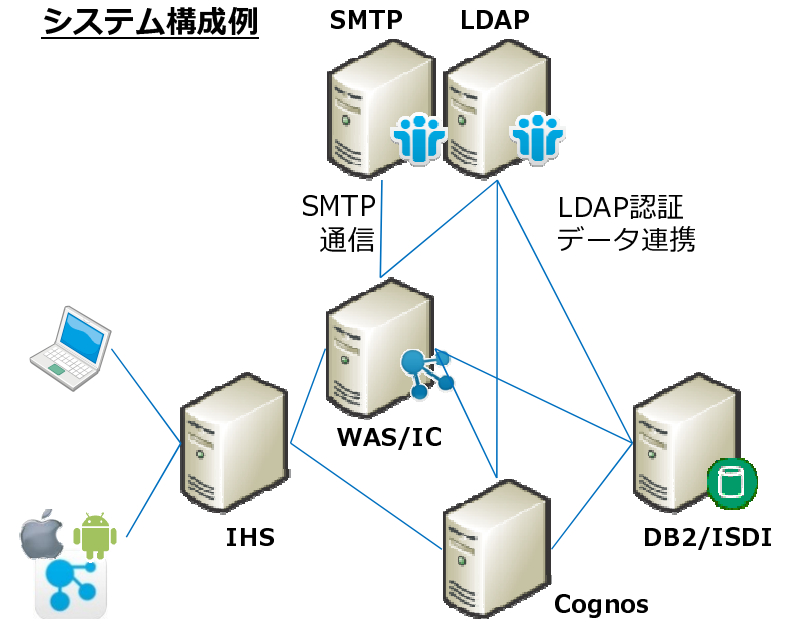 システム構成例
SMTP
LDAP
SMTP
通信
LDAP認証
データ連携
WAS/IC
IHS
DB2/ISDI
Cognos